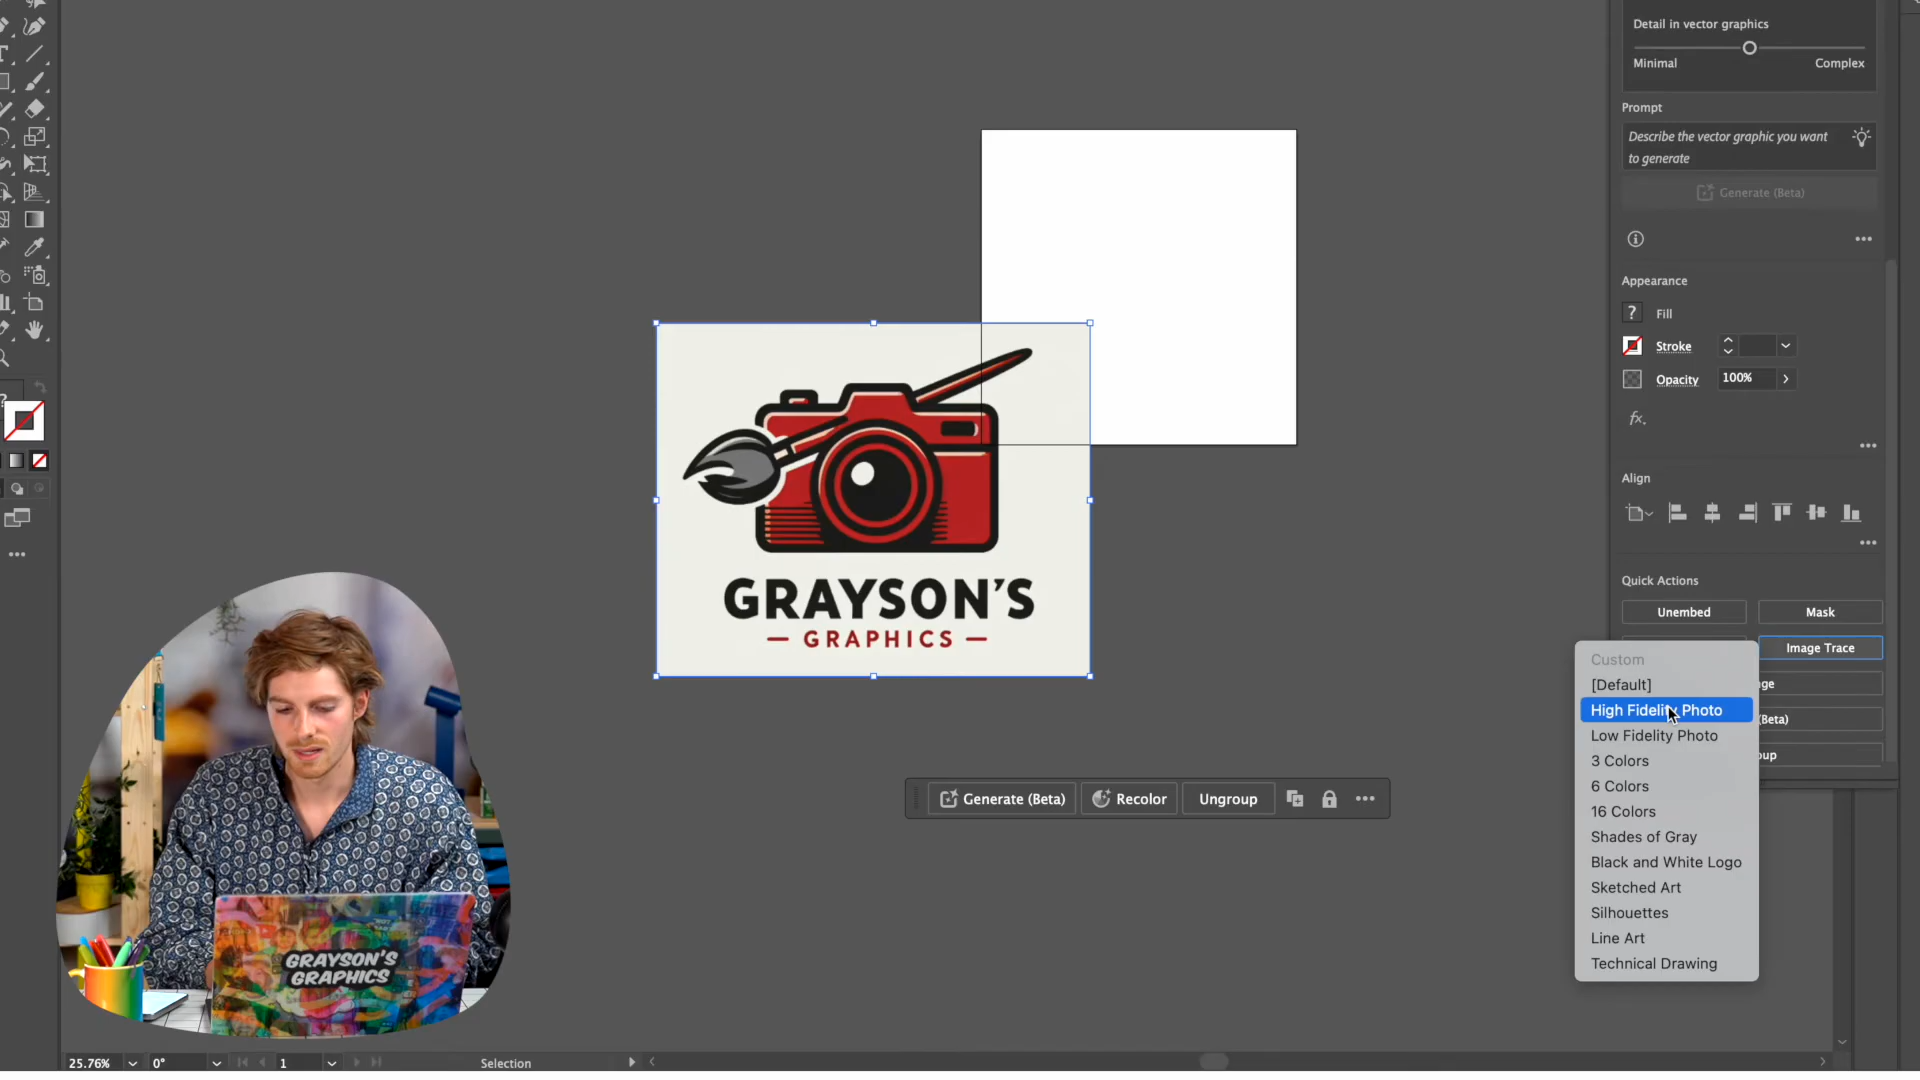 Detail in vector graphics
Minimal
Complex
Prompt
Describe the vector graphic you want
to generate
Generate (Beta)
Appearance
? Fill
Stroke
Opacity
100%
fx.
Align
Quick Actions
Unembed
Mask
Image Trace
Custom
[Default]
High Fidelity Photo
Low Fidelity Photo
3 Colors
6 Colors
16 Colors
Shades of Gray
Black and White Logo
Sketched Art
Silhouettes
Line Art
Technical Drawing
(Beta)
GRAYSON'S
— GRAPHICS —
Generate (Beta)
Recolor
Ungroup
GRAYSON'S
GRAPHICS
25.76%
0°
1
Selection